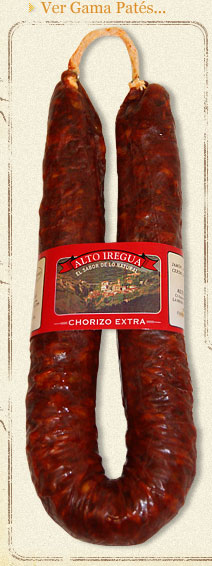 Ver Gama Patés...
ALTO IREGUA
EL SABOR DE LO NATURAL
CHORIZO EXTRA